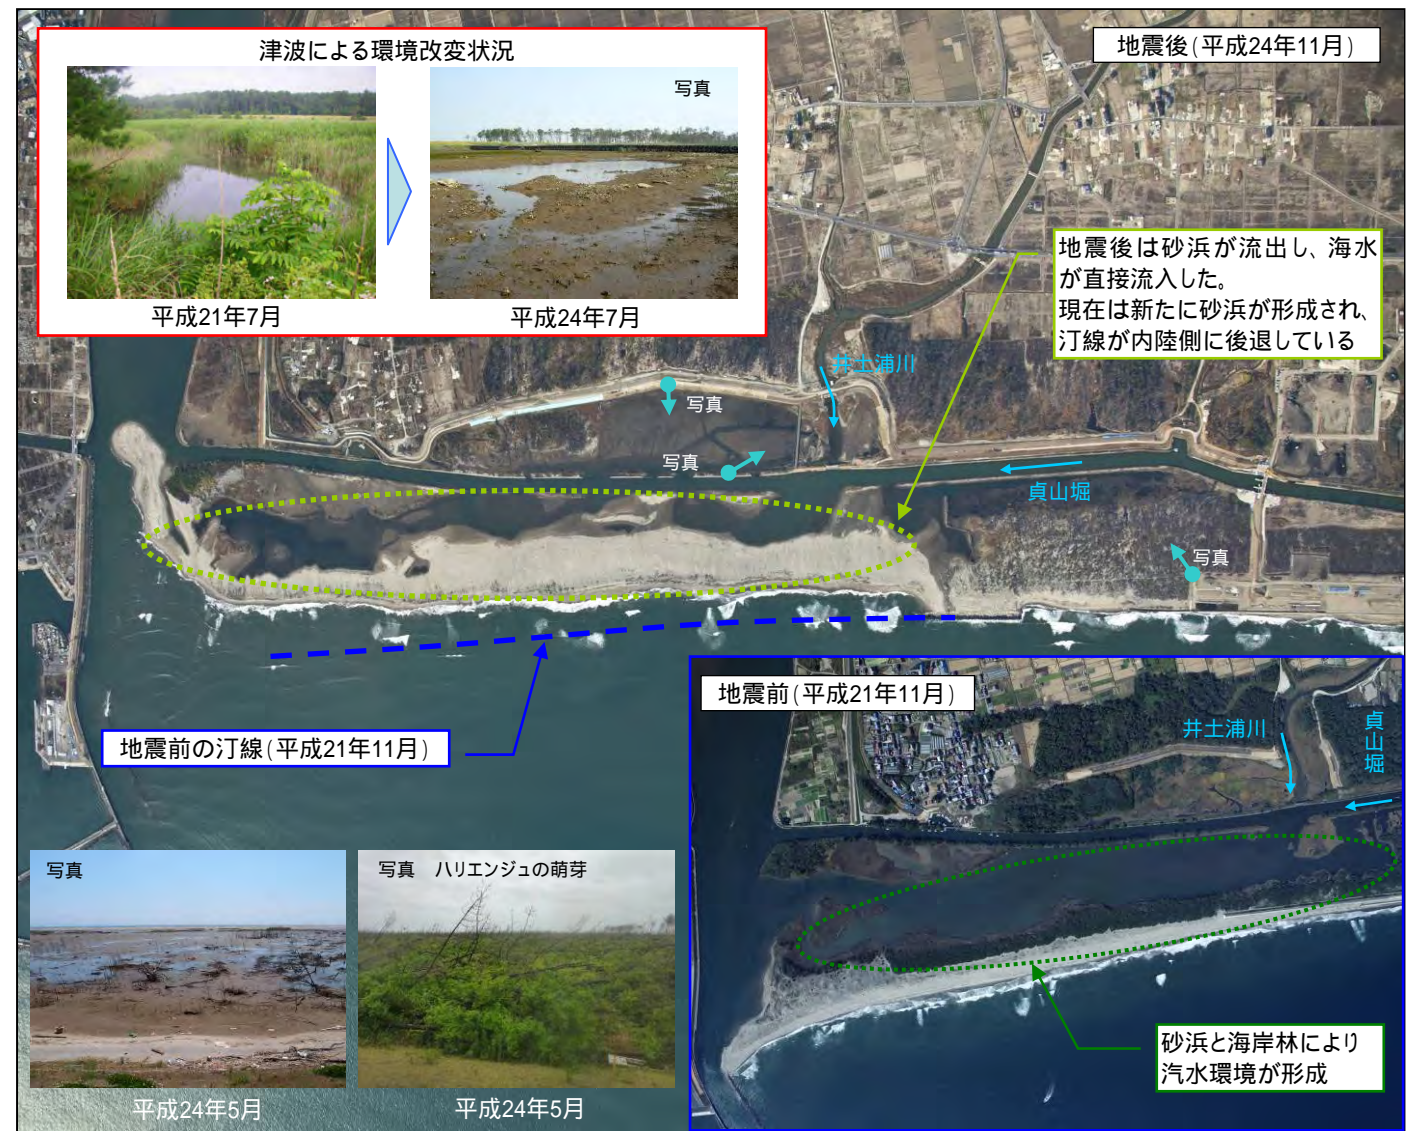 津波による環境改変状況
写真
平成21年7月
平成24年7月
地震後(平成24年11月)
地震後は砂浜が流出し、海水
が直接流入した。
現在は新たに砂浜が形成され、
汀線が内陸側に後退している
井土浦川
写真
写真
貞山堀
写真
地震前の汀線(平成21年11月)
地震前(平成21年11月)
井土浦川
貞山堀
砂浜と海岸林により
汽水環境が形成
写真
平成24年5月
写真 ハリエンジュの萌芽
平成24年5月